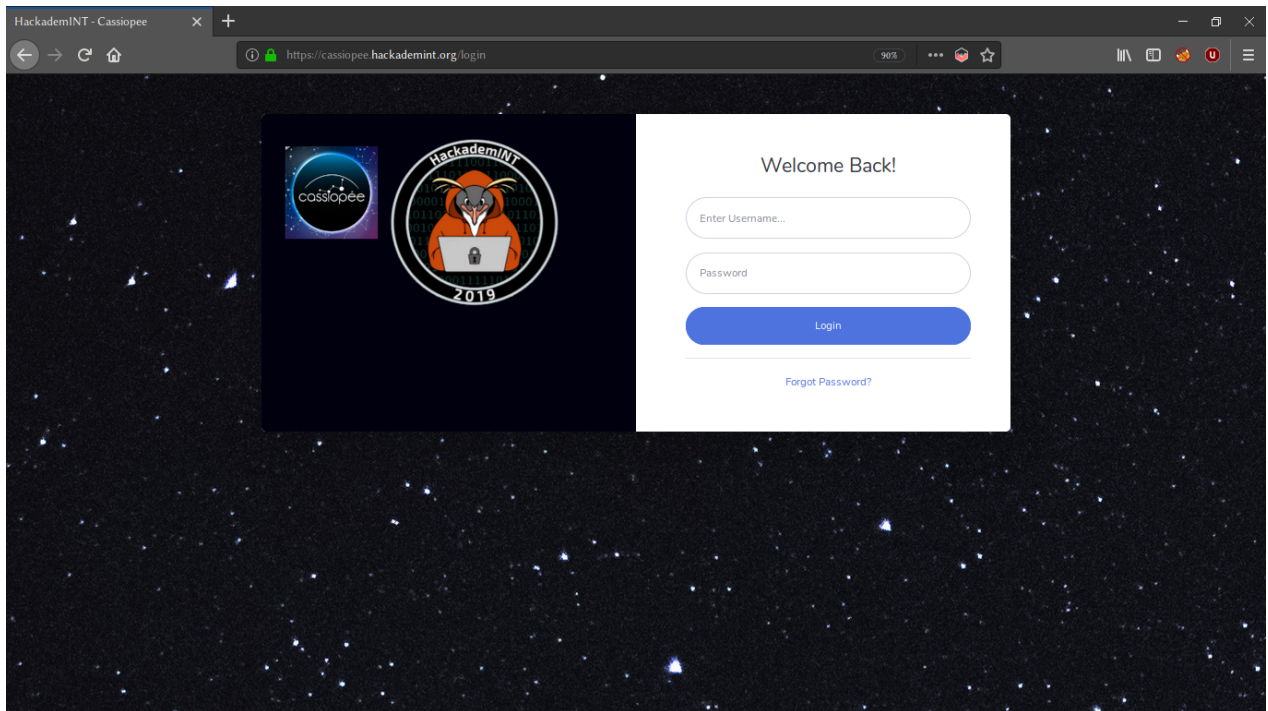 HackademINT - Cassiopee
https://cassiopee.hackademint.org/login
90%
cassiopée
HackademINT
2019
Welcome Back!
Enter Username...
Password
Login
Forgot Password?